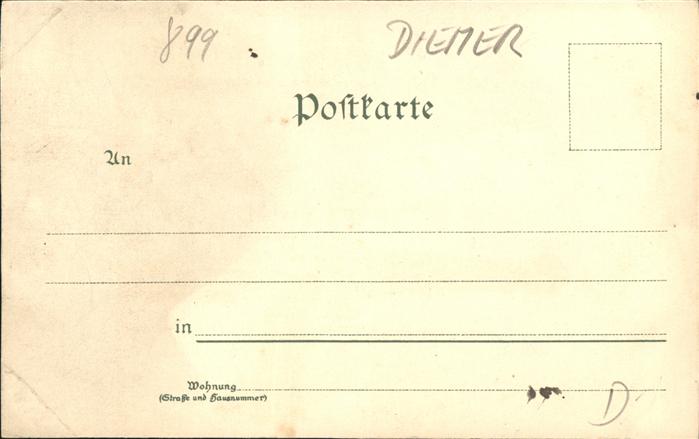 899 DIEMER
Poſtkarte
An
in
Wohnung
(Straße und Hausnummer)
D